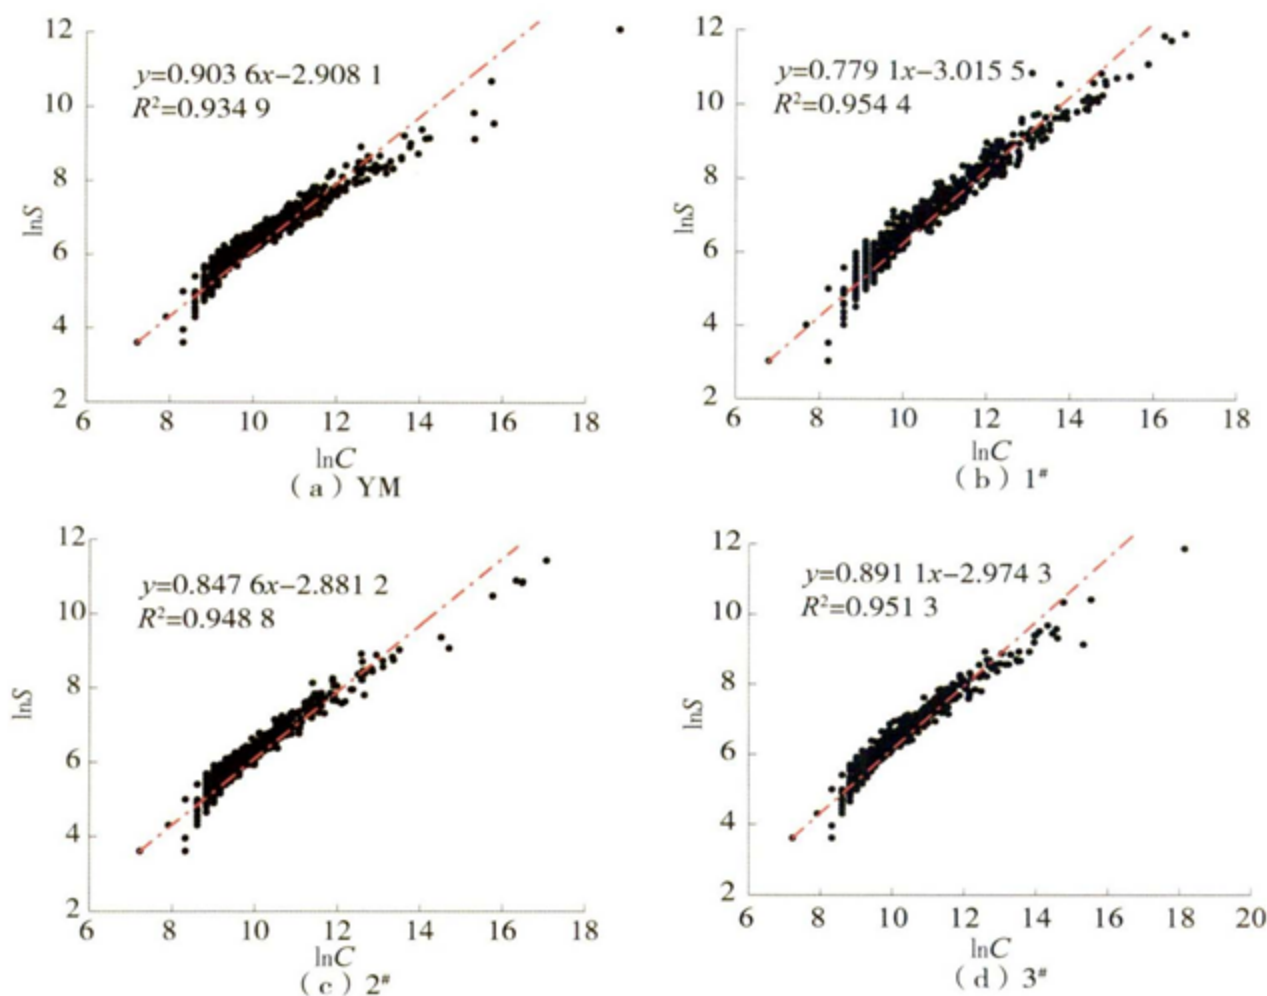 12
10
8
6
4
2
lnS
y=0.903 6x−2.908 1
R²=0.934 9
6 8 10 12 14 16 18
lnC
（a）YM
12
10
8
6
4
2
lnS
y=0.779 1x−3.015 5
R²=0.954 4
6 8 10 12 14 16 18
lnC
（b）1#
12
10
8
6
4
2
lnS
y=0.847 6x−2.881 2
R²=0.948 8
6 8 10 12 14 16 18
lnC
（c）2#
12
10
8
6
4
2
lnS
y=0.891 1x−2.974 3
R²=0.951 3
6 8 10 12 14 16 18 20
lnC
（d）3#